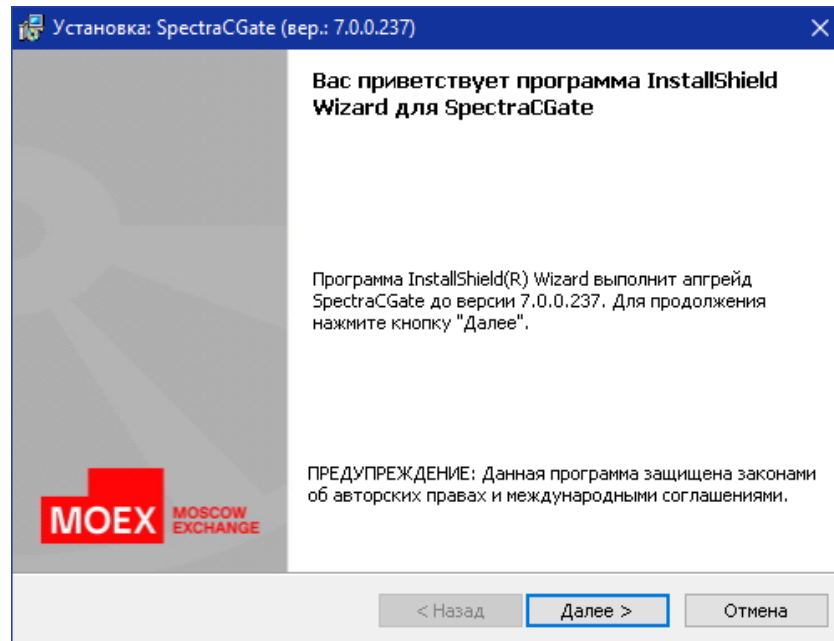 Установка: SpectraCGate (вер.: 7.0.0.237)
Вас приветствует программа InstallShield
Wizard для SpectraCGate
Программа InstallShield(R) Wizard выполнит апгрейд
SpectraCGate до версии 7.0.0.237. Для продолжения
нажмите кнопку "Далее".
ПРЕДУПРЕЖДЕНИЕ: Данная программа защищена законами
об авторских правах и международными соглашениями.
MOEX MOSCOW
EXCHANGE
< Назад Далее > Отмена